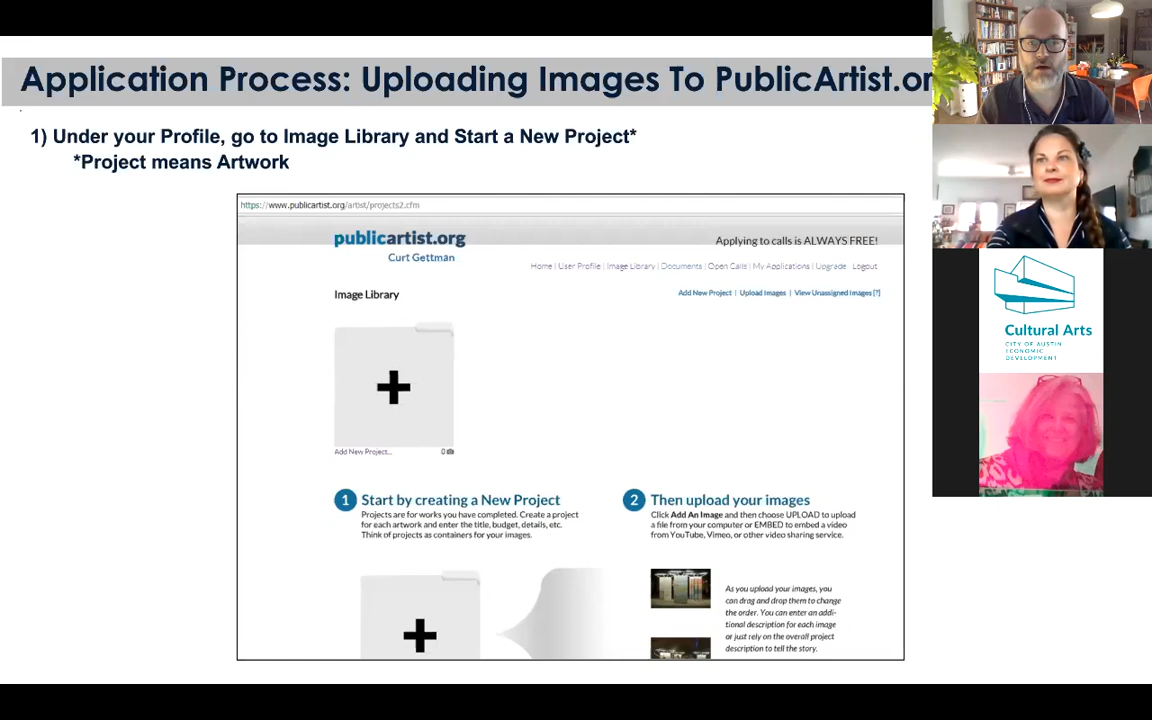 Application Process: Uploading Images To PublicArtist.or
1) Under your Profile, go to Image Library and Start a New Project*
*Project means Artwork
https://www.publicartist.org/artist/projects2.cfm
publicartist.org
Applying to calls is ALWAYS FREE!
Curt Gettman
Home | User Profile | Image Library | Documents | Open Calls | My Applications | Upgrade Logout
Image Library
Add New Project | Upload Images | View Unassigned Images [?]
Add New Project...
0
1 Start by creating a New Project
Projects are for works you have completed. Create a project
for each artwork and enter the title, budget, details, etc.
Think of projects as containers for your images.
2 Then upload your images
Click Add An Image and then choose UPLOAD to upload
a file from your computer or EMBED to embed a video
from YouTube, Vimeo, or other video sharing service.
As you upload your images, you
can drag and drop them to change
the order. You can enter an addi-
tional description for each image
or just rely on the overall project
description to tell the story.
Cultural Arts
CITY OF AUSTIN
ECONOMIC
DEVELOPMENT